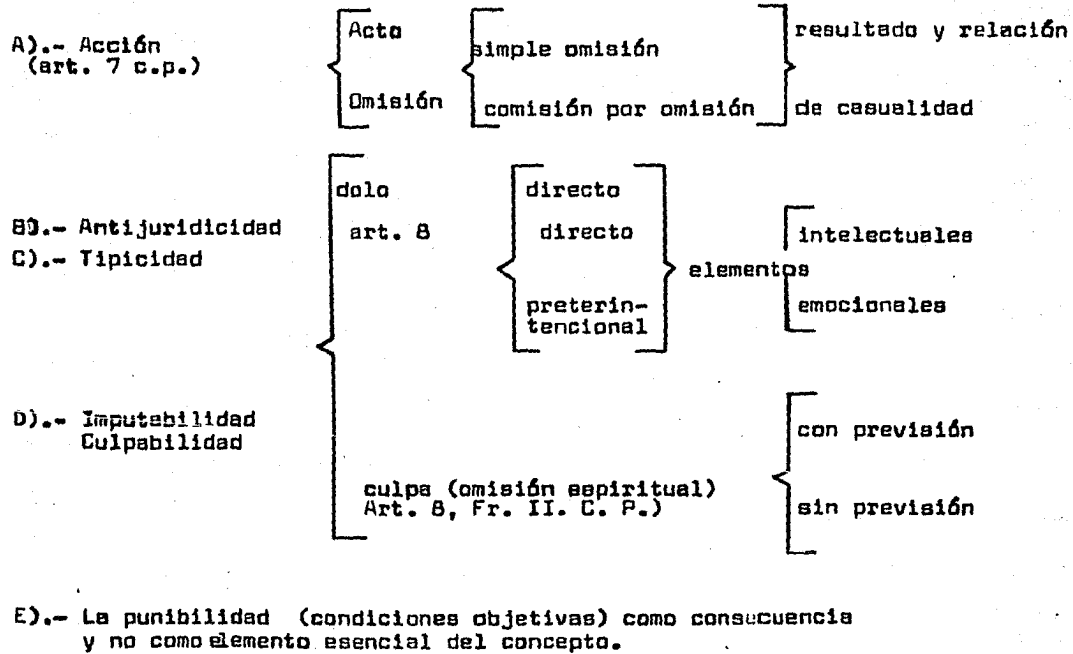 A).- Acción
(art. 7 c.p.)
Acto
Omisión
simple omisión
comisión por omisión
resultado y relación
de casualidad
B).- Antijuridicidad
C).- Tipicidad
dolo
art. 8
directo
directo
preterin-
tencional
elementos
intelectuales
emocionales
D).- Imputabilidad
Culpabilidad
culpa (omisión espiritual)
Art. 8, Fr. II. C. P.)
con previsión
sin previsión
E).- La punibilidad (condiciones objetivas) como consecuencia
y no como elemento esencial del concepto.